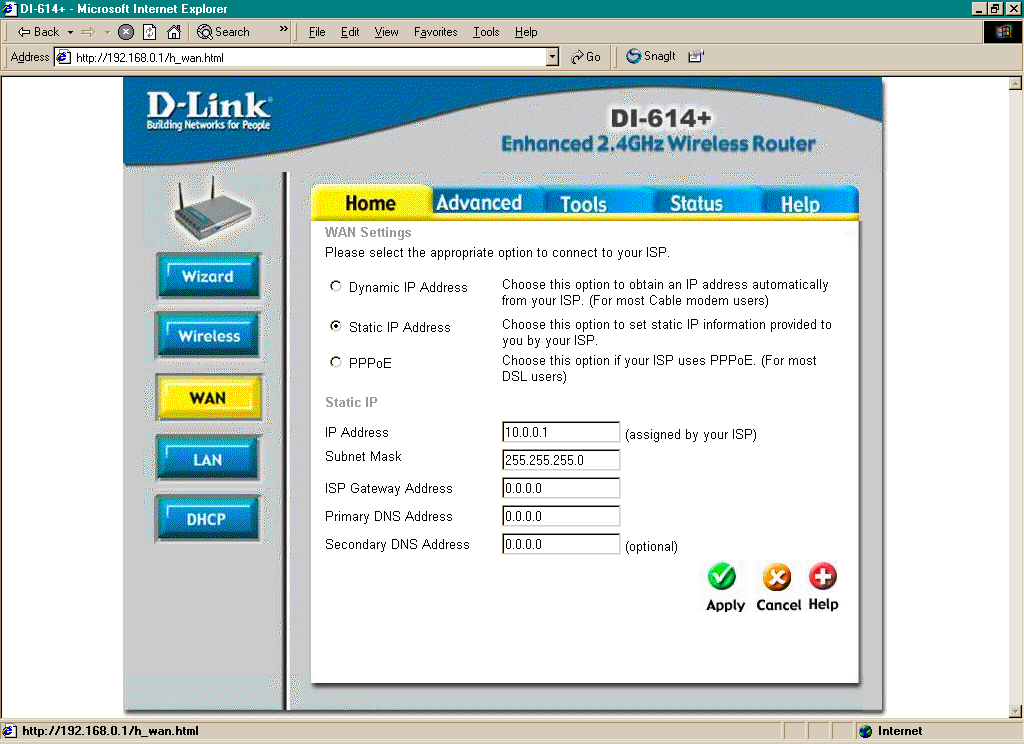 DI-614+ - Microsoft Internet Explorer
Back Search » File Edit View Favorites Tools Help
Address http://192.168.0.1/h_wan.html Go SnagIt
D-Link
Building Networks for People
DI-614+
Enhanced 2.4GHz Wireless Router
Home Advanced Tools Status Help
Wizard
Wireless
WAN
LAN
DHCP
WAN Settings
Please select the appropriate option to connect to your ISP.
Dynamic IP Address Choose this option to obtain an IP address automatically
from your ISP. (For most Cable modem users)
Static IP Address Choose this option to set static IP information provided to
you by your ISP.
PPPoE Choose this option if your ISP uses PPPoE. (For most
DSL users)
Static IP
IP Address 10.0.0.1 (assigned by your ISP)
Subnet Mask 255.255.255.0
ISP Gateway Address 0.0.0.0
Primary DNS Address 0.0.0.0
Secondary DNS Address 0.0.0.0 (optional)
Apply Cancel Help
http://192.168.0.1/h_wan.html Internet